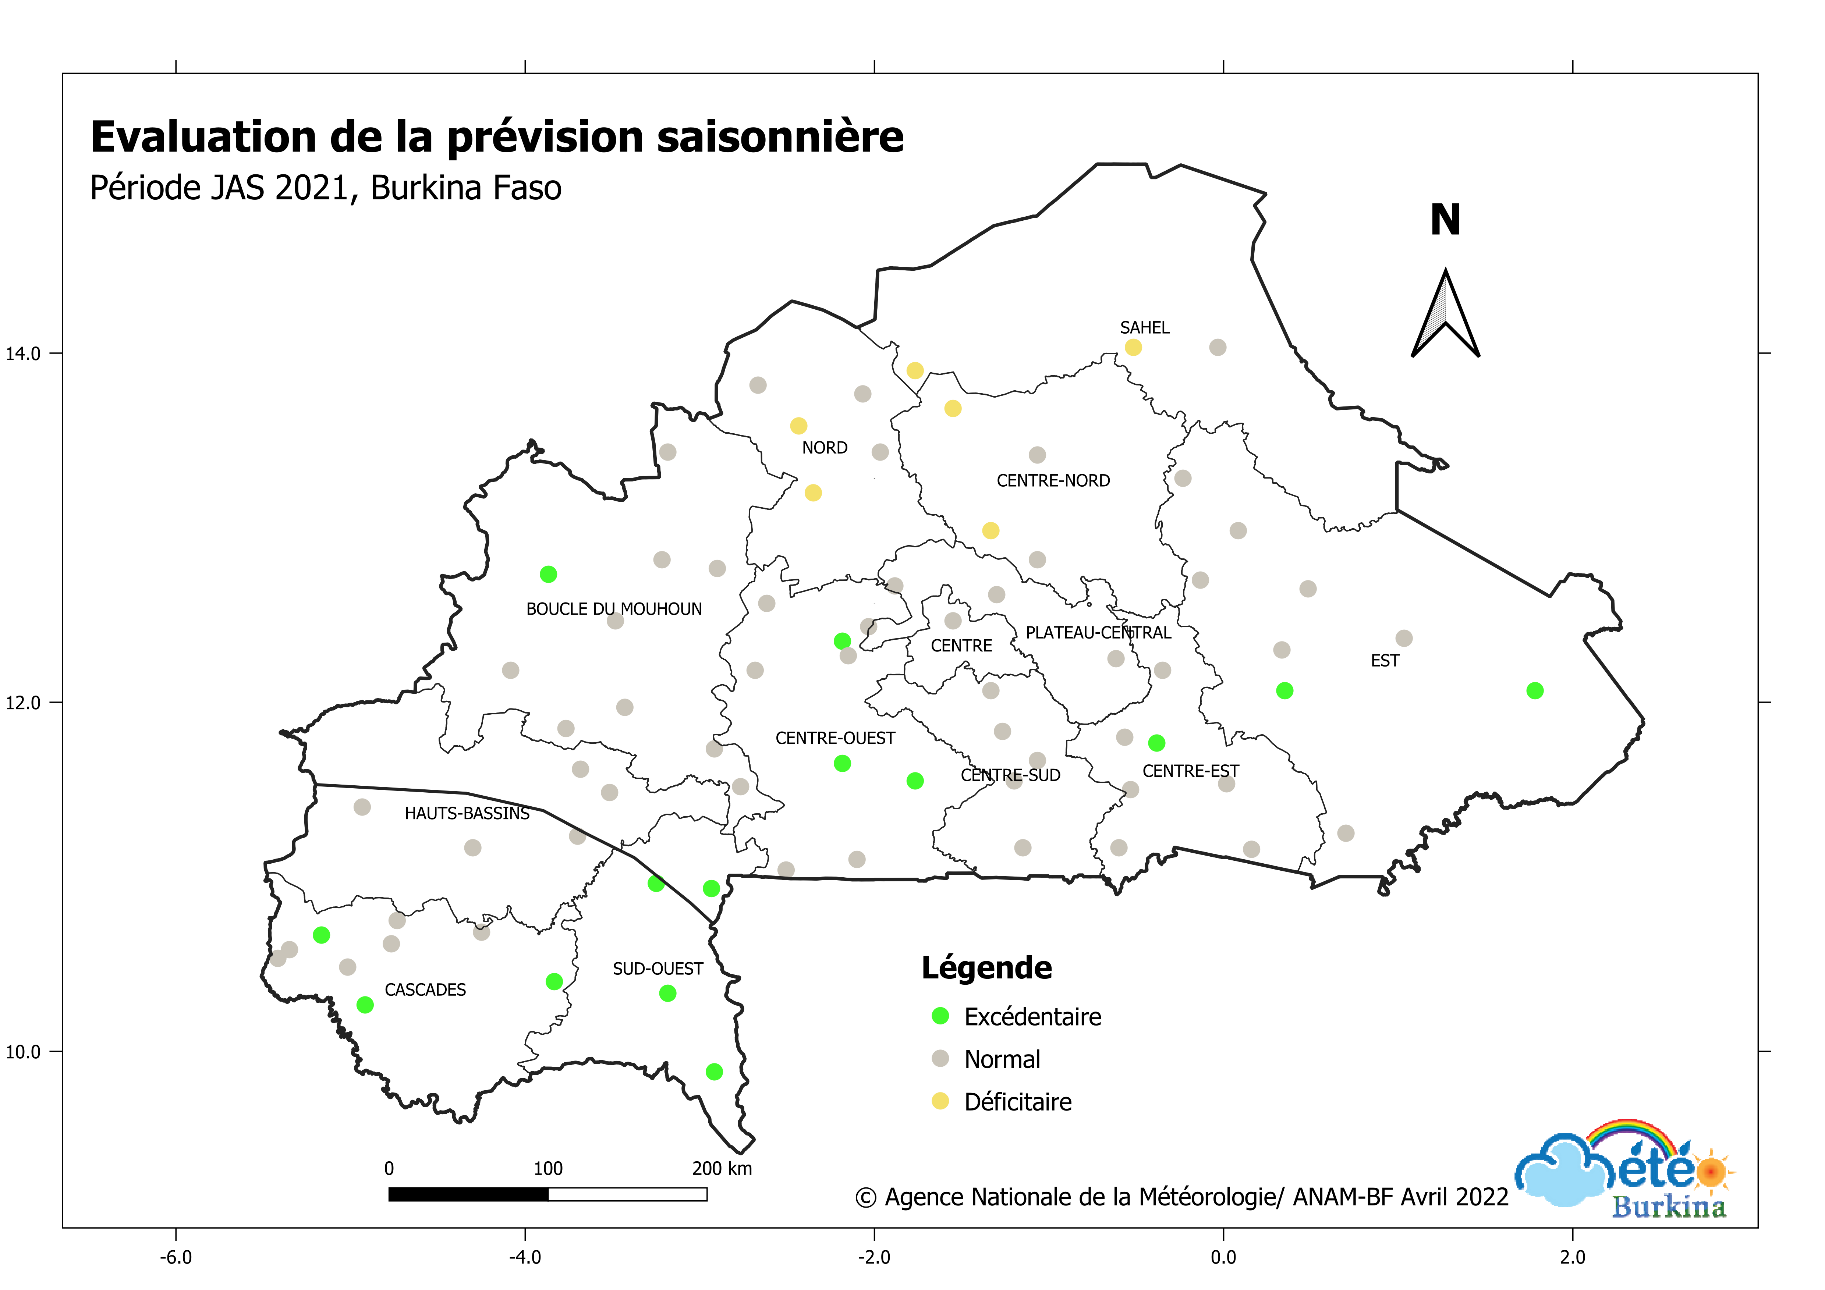 Evaluation de la prévision saisonnière
Période JAS 2021, Burkina Faso
N
14.0
12.0
10.0
SAHEL
NORD
CENTRE-NORD
BOUCLE DU MOUHOUN
PLATEAU-CENTRAL
CENTRE
EST
CENTRE-OUEST
CENTRE-SUD
CENTRE-EST
HAUTS-BASSINS
SUD-OUEST
CASCADES
Légende
Excédentaire
Normal
Déficitaire
0 100 200 km
© Agence Nationale de la Météorologie/ ANAM-BF Avril 2022
été
Burkina
-6.0 -4.0 -2.0 0.0 2.0